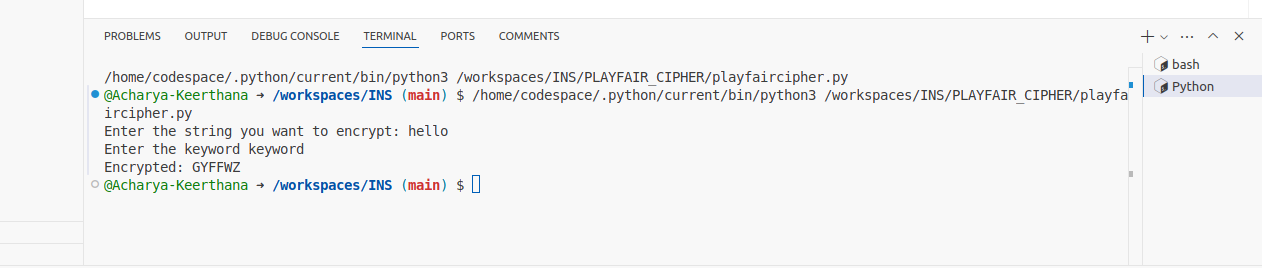 PROBLEMS OUTPUT DEBUG CONSOLE TERMINAL PORTS COMMENTS
/home/codespace/.python/current/bin/python3 /workspaces/INS/PLAYFAIR_CIPHER/playfaircipher.py
@Acharya-Keerthana ➜ /workspaces/INS (main) $ /home/codespace/.python/current/bin/python3 /workspaces/INS/PLAYFAIR_CIPHER/playfa
ircipher.py
Enter the string you want to encrypt: hello
Enter the keyword keyword
Encrypted: GYFFWZ
@Acharya-Keerthana ➜ /workspaces/INS (main) $
bash
Python